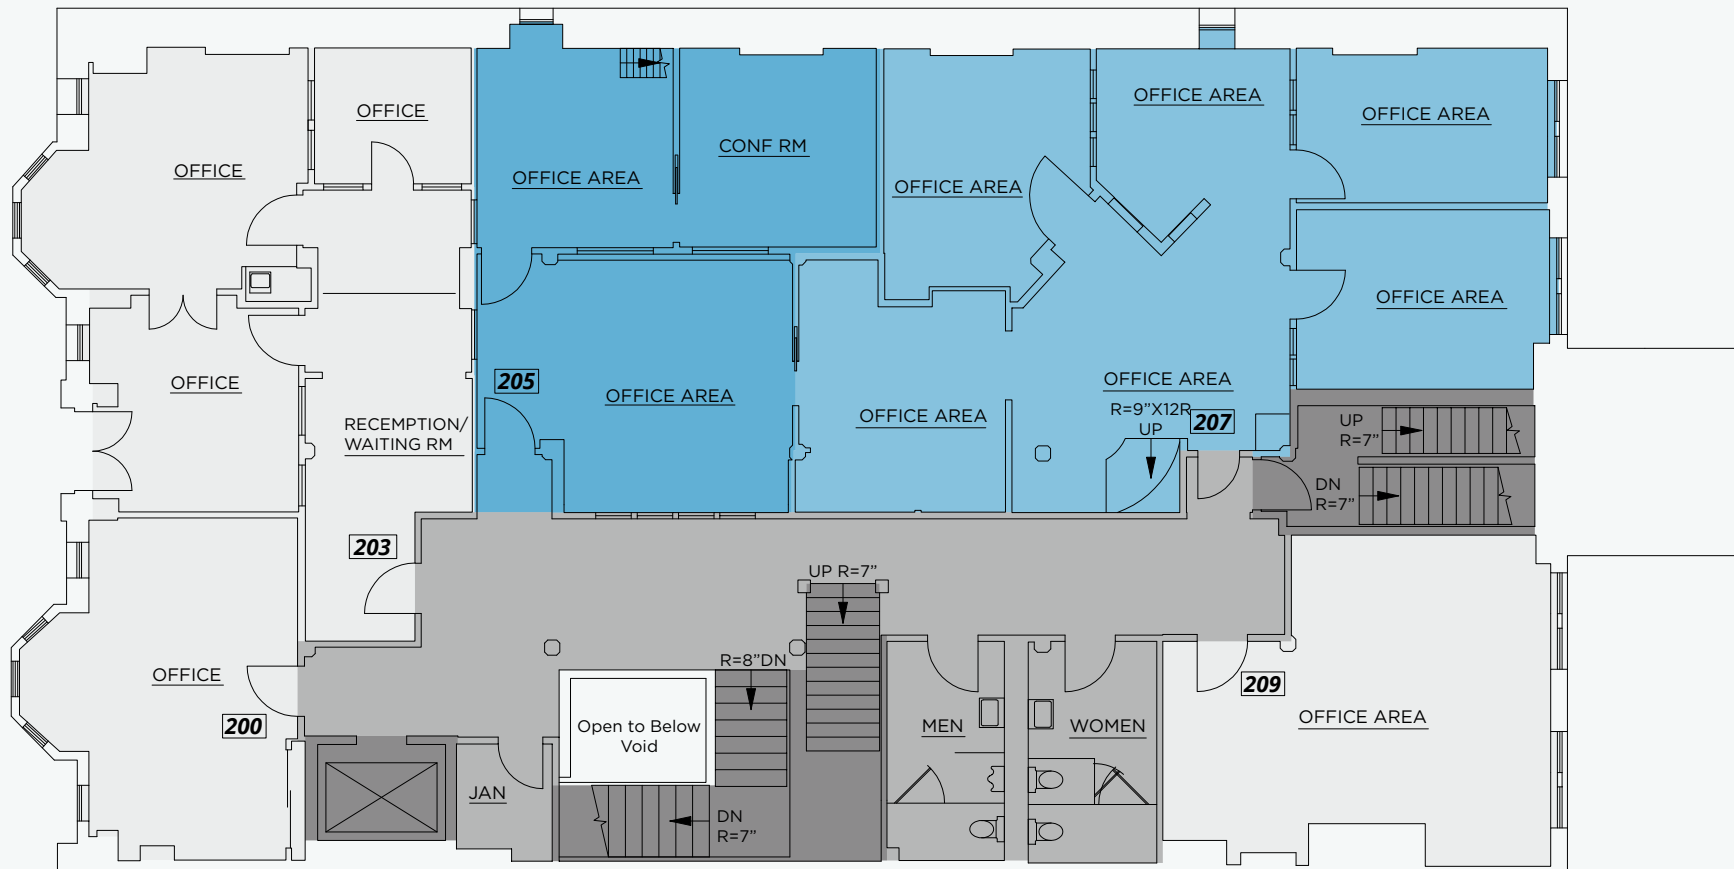 OFFICE
OFFICE
OFFICE AREA
CONF RM
OFFICE AREA
OFFICE AREA
OFFICE AREA
OFFICE AREA
OFFICE
RECEMPTION/
WAITING RM
205
OFFICE AREA
OFFICE AREA
OFFICE AREA
R=9"X12R
UP
207
UP
R=7"
DN
R=7"
203
OFFICE
200
UP R=7"
R=8"DN
Open to Below
Void
DN
R=7"
JAN
MEN
WOMEN
209
OFFICE AREA